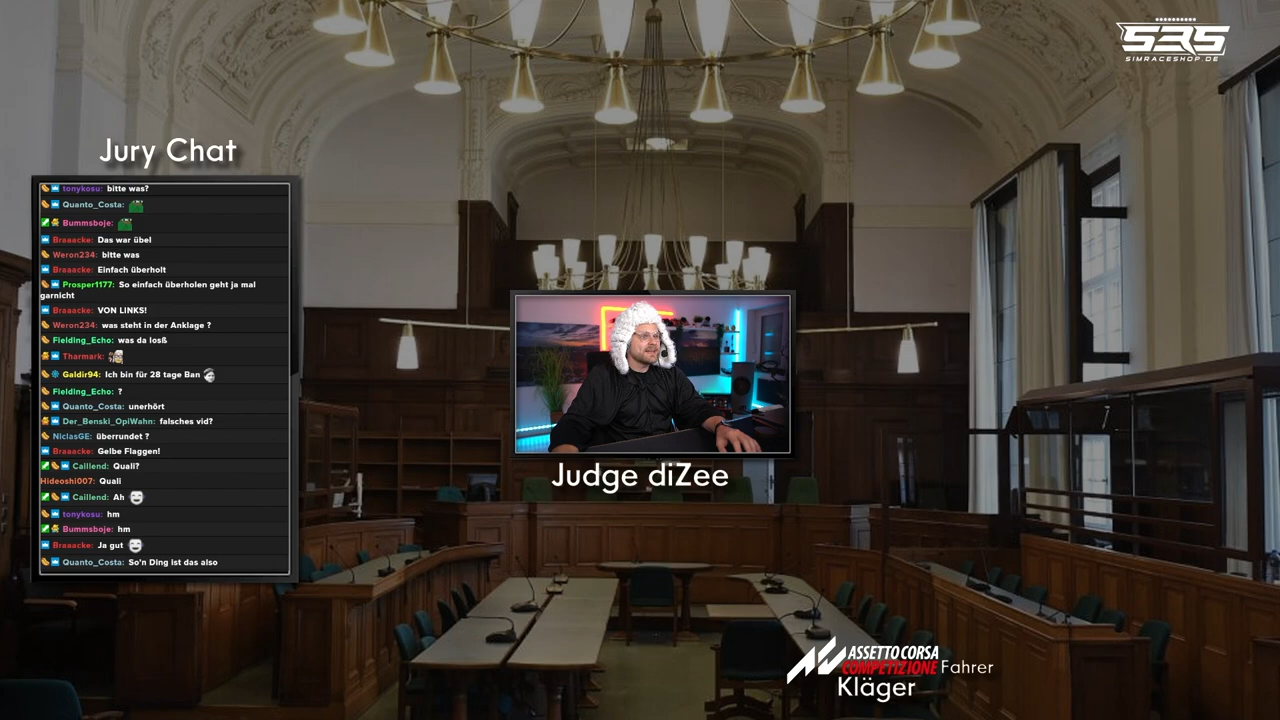 S3S
SIMRACESHOP.DE
Jury Chat
tonykosu: bitte was?
Quanto_Costa:
Bummsboje:
Braaacke: Das war übel
Weron234: bitte was
Braaacke: Einfach überholt
Prosper1177: So einfach überholen geht ja mal
garnicht
Braaacke: VON LINKS!
Weron234: was steht in der Anklage ?
Fielding_Echo: was da losß
Tharmark:
Galdir94: Ich bin für 28 tage Ban
Fielding_Echo: ?
Quanto_Costa: unerhört
Der_Benski_OpiWahn: falsches vid?
NiclasGE: überrundet ?
Braaacke: Gelbe Flaggen!
Caillend: Quali?
Hideoshi007: Quali
Caillend: Ah
tonykosu: hm
Bummsboje: hm
Braaacke: Ja gut
Quanto_Costa: So'n Ding ist das also
Judge diZee
ASSETTO CORSA
COMPETIZIONE Fahrer
Kläger